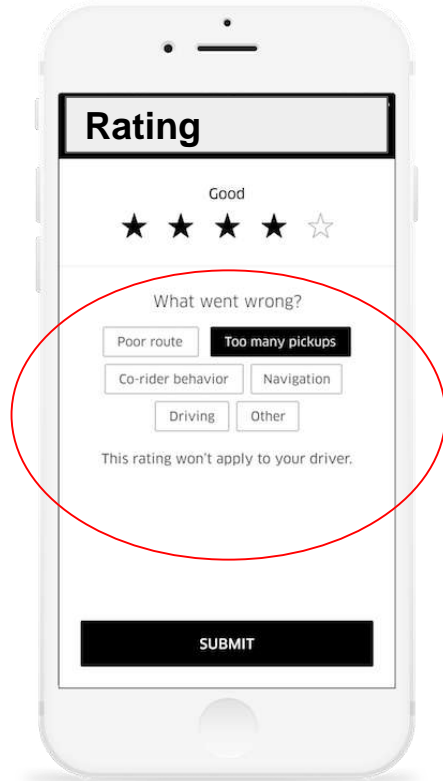 Rating
Good
What went wrong?
Poor route Too many pickups
Co-rider behavior Navigation
Driving Other
This rating won't apply to your driver.
SUBMIT